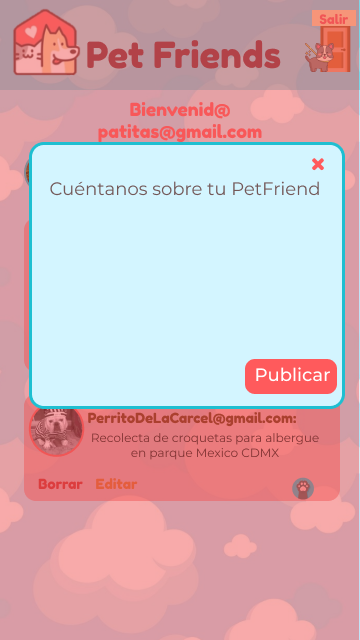 Salir
Pet Friends
Bienvenid@
patitas@gmail.com
Cuéntanos sobre tu PetFriend
Publicar
PerritoDeLaCarcel@gmail.com:
Recolecta de croquetas para albergue
en parque Mexico CDMX
Borrar Editar